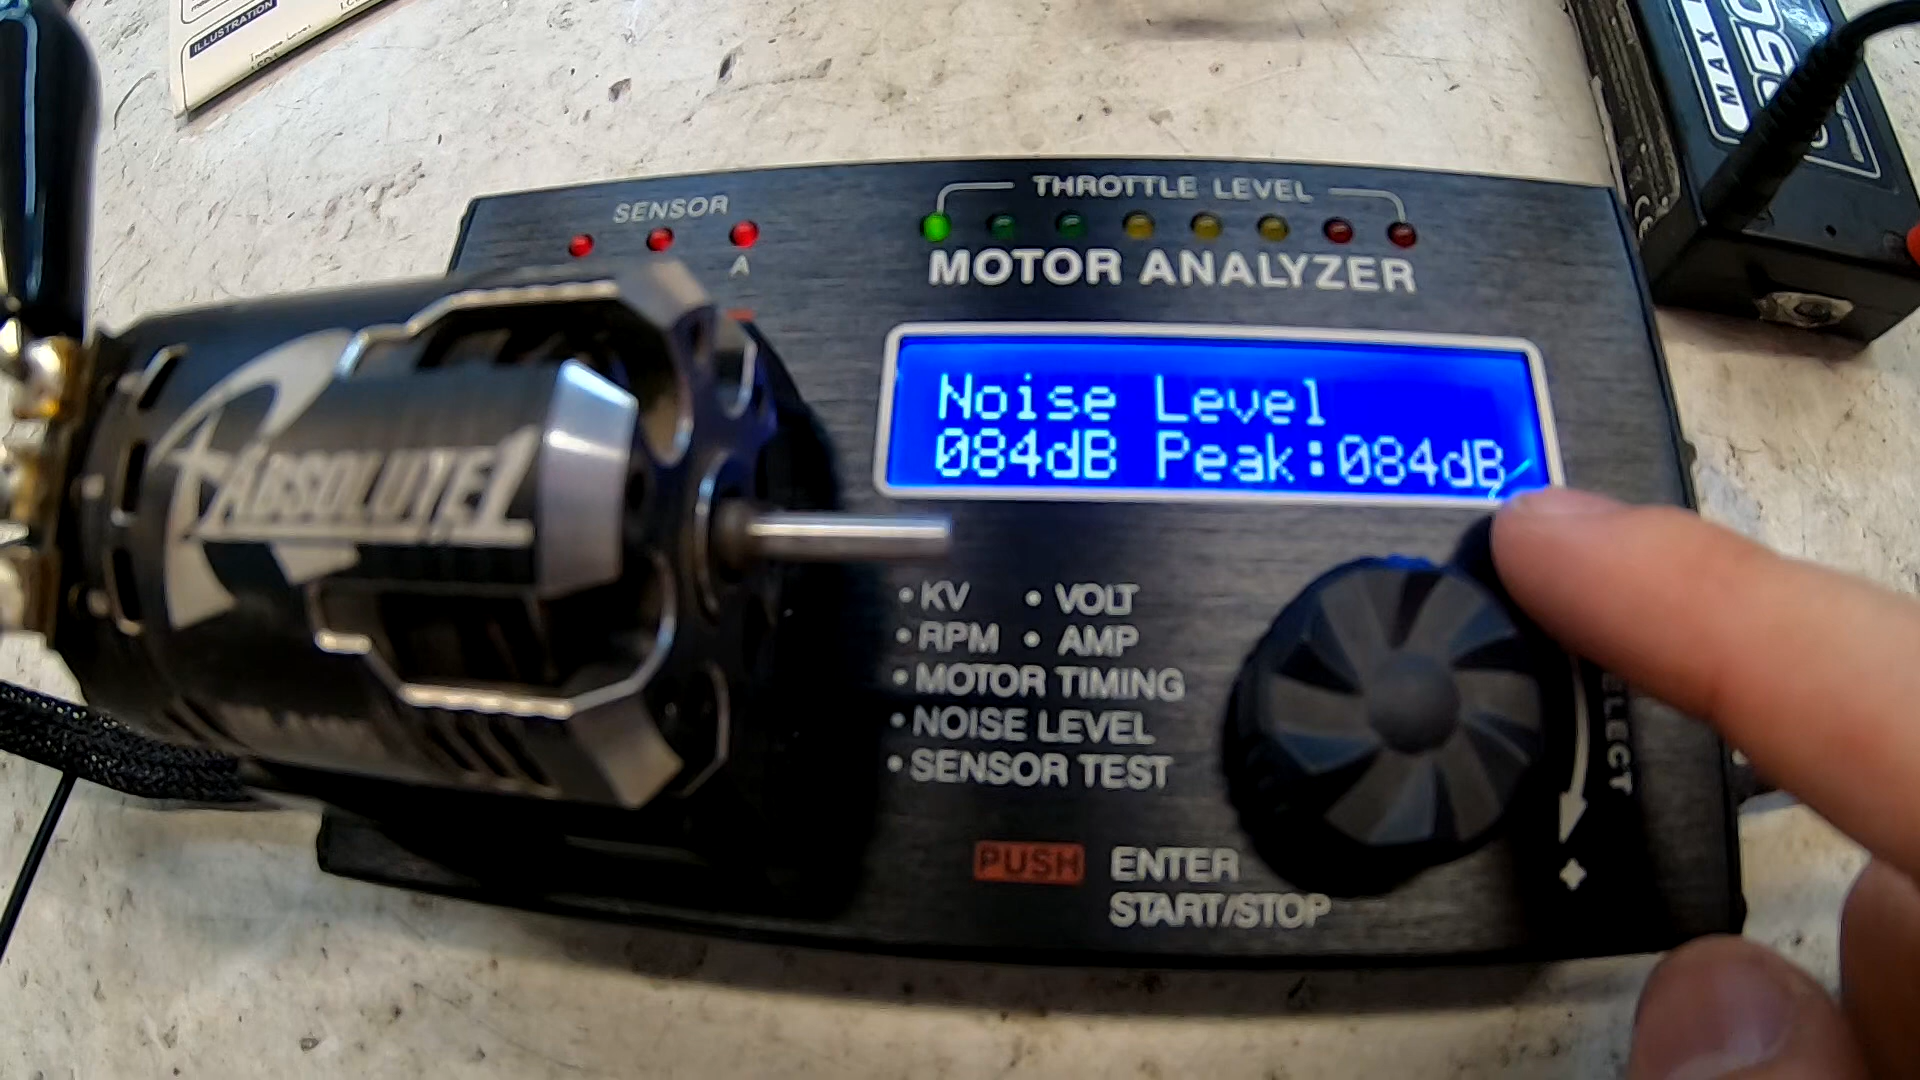 ILLUSTRATION
MAX
SENSOR
A
THROTTLE LEVEL
MOTOR ANALYZER
Noise Level
084dB Peak:084dB
ABSOLUTE1
• KV • VOLT
• RPM • AMP
• MOTOR TIMING
• NOISE LEVEL
• SENSOR TEST
PUSH ENTER
START/STOP